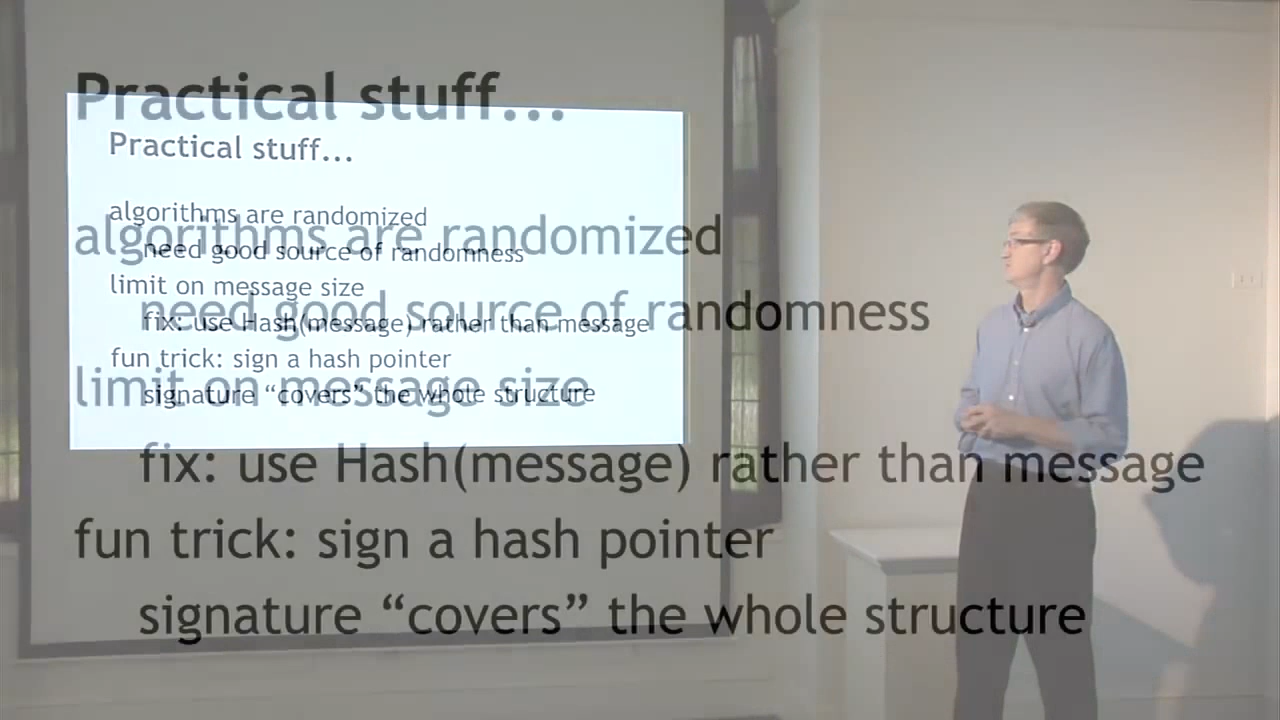 Practical stuff...
algorithms are randomized
need good source of randomness
limit on message size
fix: use Hash(message) rather than message
fun trick: sign a hash pointer
signature “covers” the whole structure
Practical stuff...
algorithms are randomized
need good source of randomness
limit on message size
fix: use Hash(message) rather than message
fun trick: sign a hash pointer
signature “covers” the whole structure